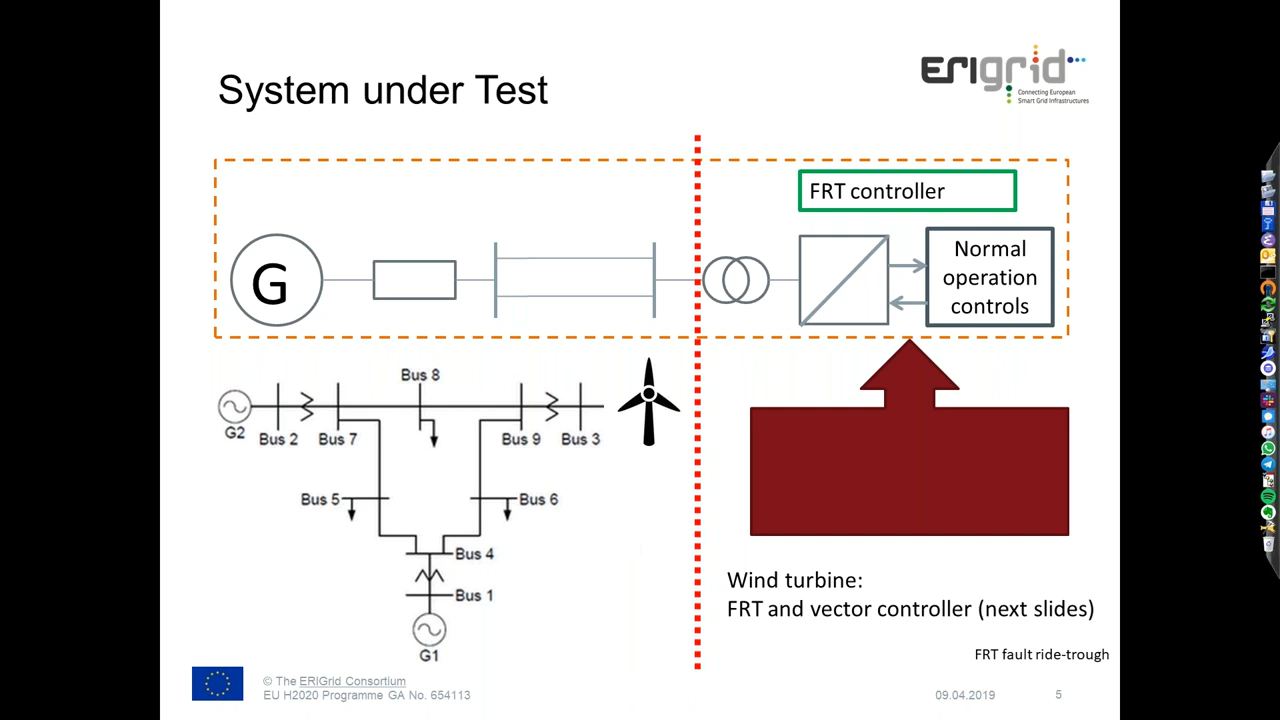 System under Test
ERIgrid
Connecting European
Smart Grid Infrastructures
FRT controller
G
Normal
operation
controls
Bus 8
G2
Bus 2
Bus 7
Bus 9
Bus 3
Bus 5
Bus 6
Bus 4
Bus 1
G1
Wind turbine:
FRT and vector controller (next slides)
FRT fault ride-trough
© The ERIGrid Consortium
EU H2020 Programme GA No. 654113
09.04.2019
5